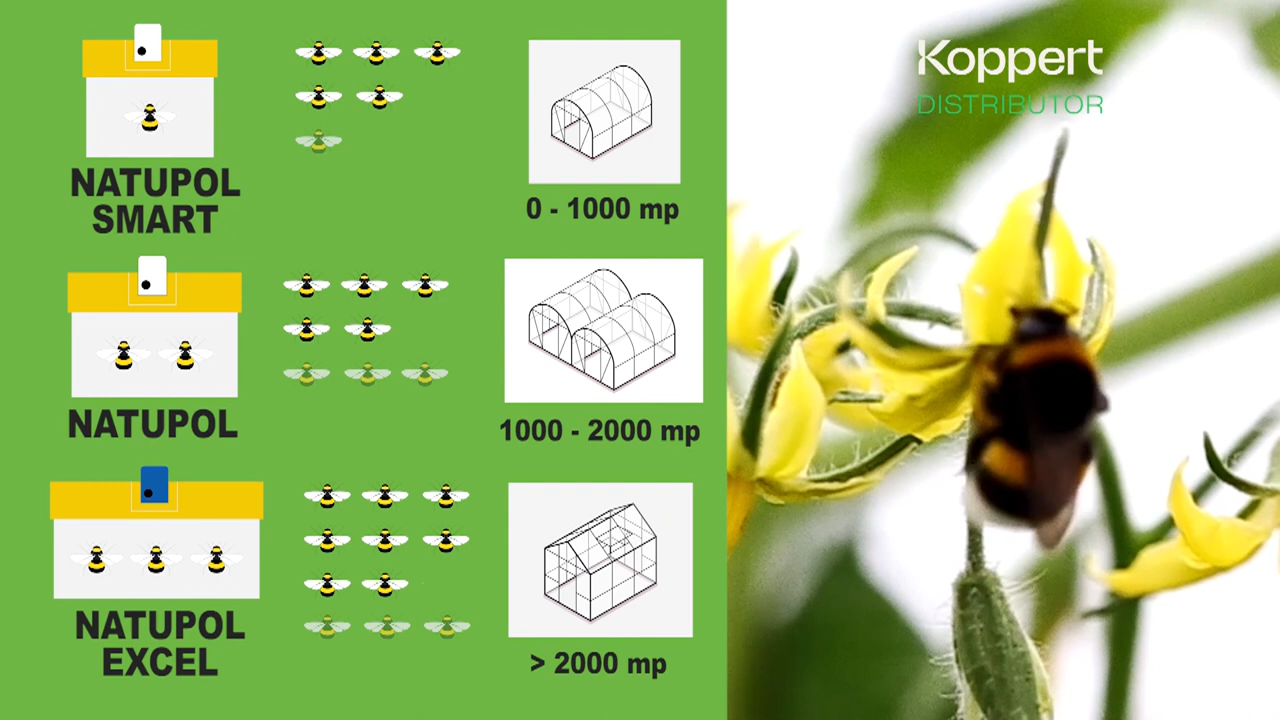 NATUPOL
SMART
0 - 1000 mp
NATUPOL
1000 - 2000 mp
NATUPOL
EXCEL
> 2000 mp
Koppert
DISTRIBUTOR